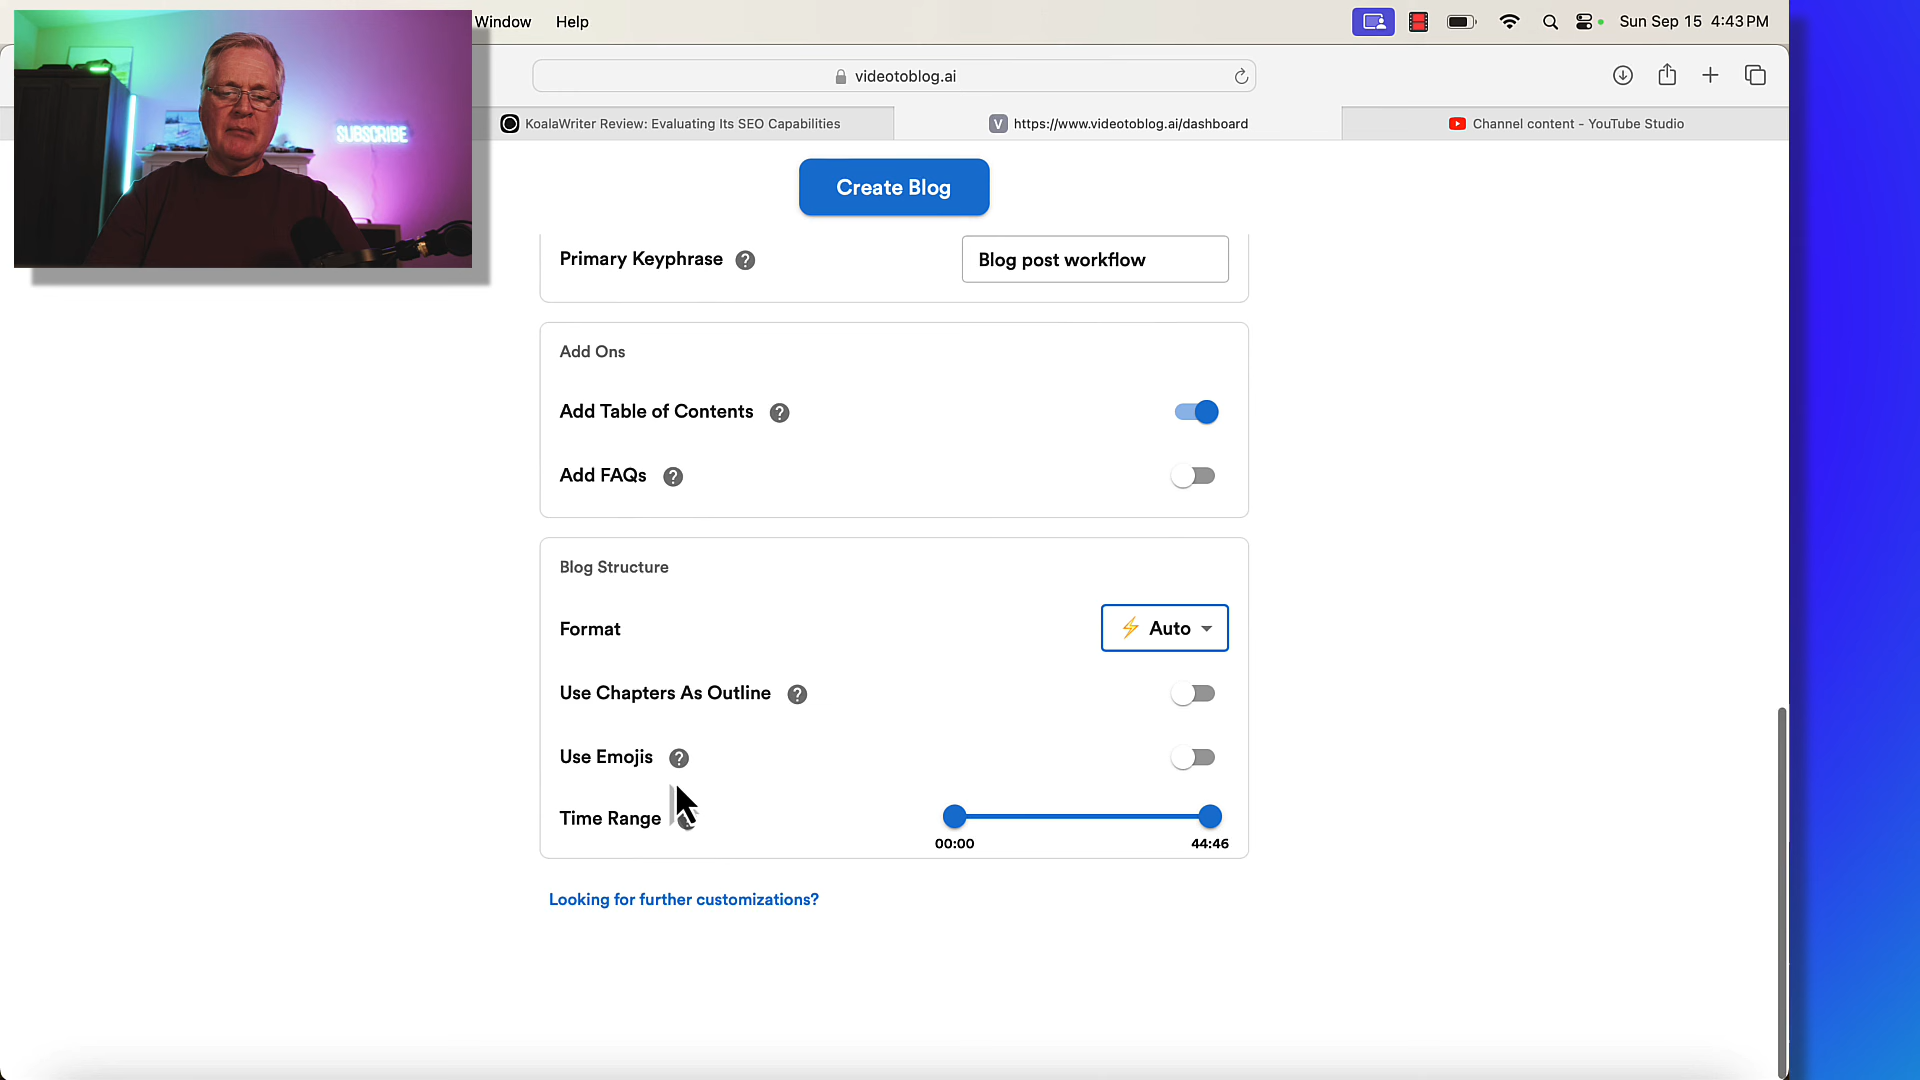 Window Help
Sun Sep 15 4:43 PM
videotoblog.ai
KoalaWriter Review: Evaluating Its SEO Capabilities
V https://www.videotoblog.ai/dashboard
Channel content - YouTube Studio
SUBSCRIBE
Create Blog
Primary Keyphrase ?
Blog post workflow
Add Ons
Add Table of Contents ?
Add FAQs ?
Blog Structure
Format
Auto
Use Chapters As Outline ?
Use Emojis ?
Time Range
00:00
44:46
Looking for further customizations?